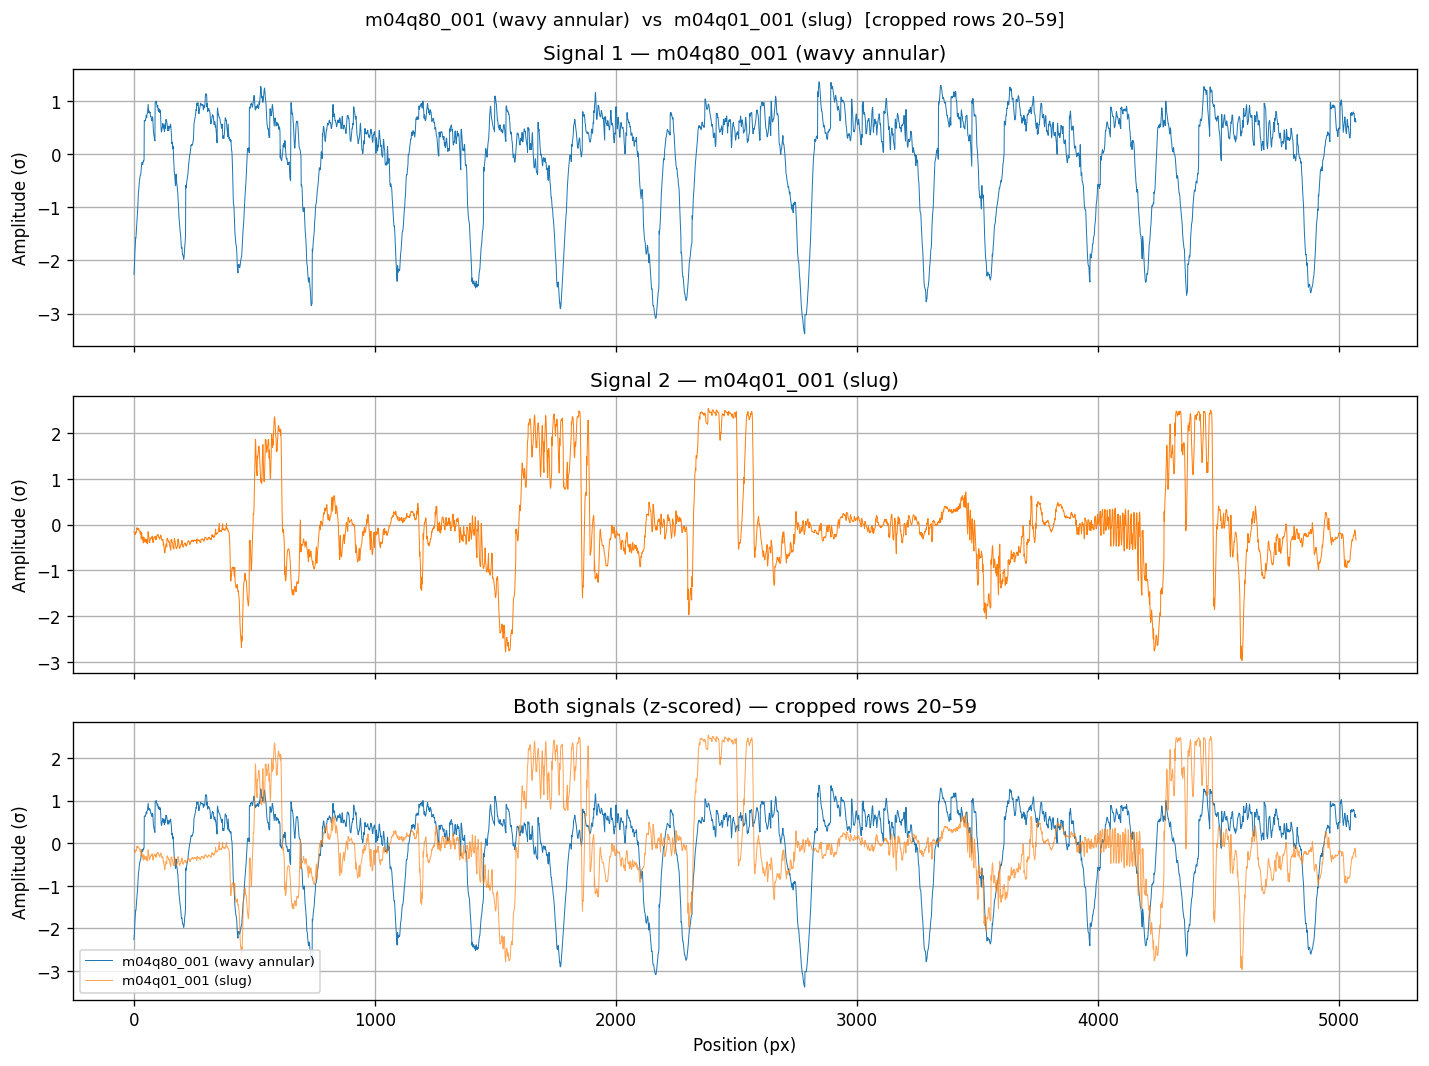 m04q80_001 (wavy annular)  vs  m04q01_001 (slug)  [cropped rows 20–59]
Signal 1 — m04q80_001 (wavy annular)
Amplitude (σ)
1
0
−1
−2
−3
Signal 2 — m04q01_001 (slug)
Amplitude (σ)
2
1
0
−1
−2
−3
Both signals (z-scored) — cropped rows 20–59
Amplitude (σ)
2
1
0
−1
−2
−3
m04q80_001 (wavy annular)
m04q01_001 (slug)
0 1000 2000 3000 4000 5000
Position (px)